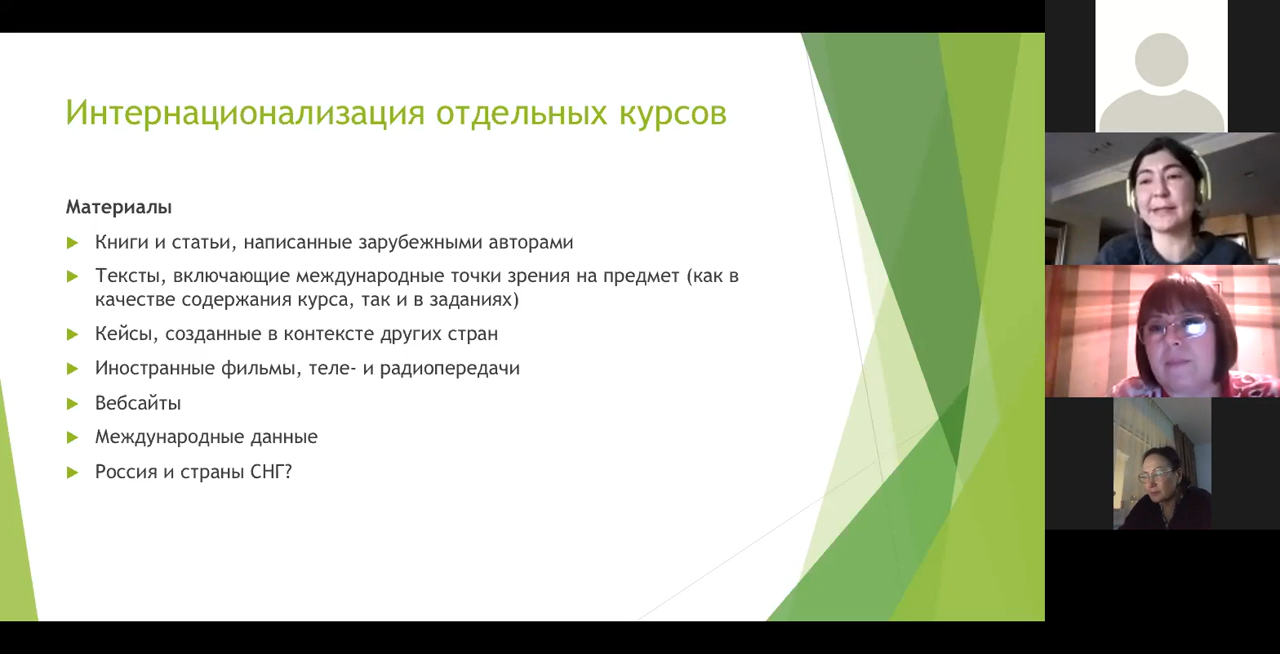 Интернационализация отдельных курсов
Материалы
Книги и статьи, написанные зарубежными авторами
Тексты, включающие международные точки зрения на предмет (как в
качестве содержания курса, так и в заданиях)
Кейсы, созданные в контексте других стран
Иностранные фильмы, теле- и радиопередачи
Вебсайты
Международные данные
Россия и страны СНГ?